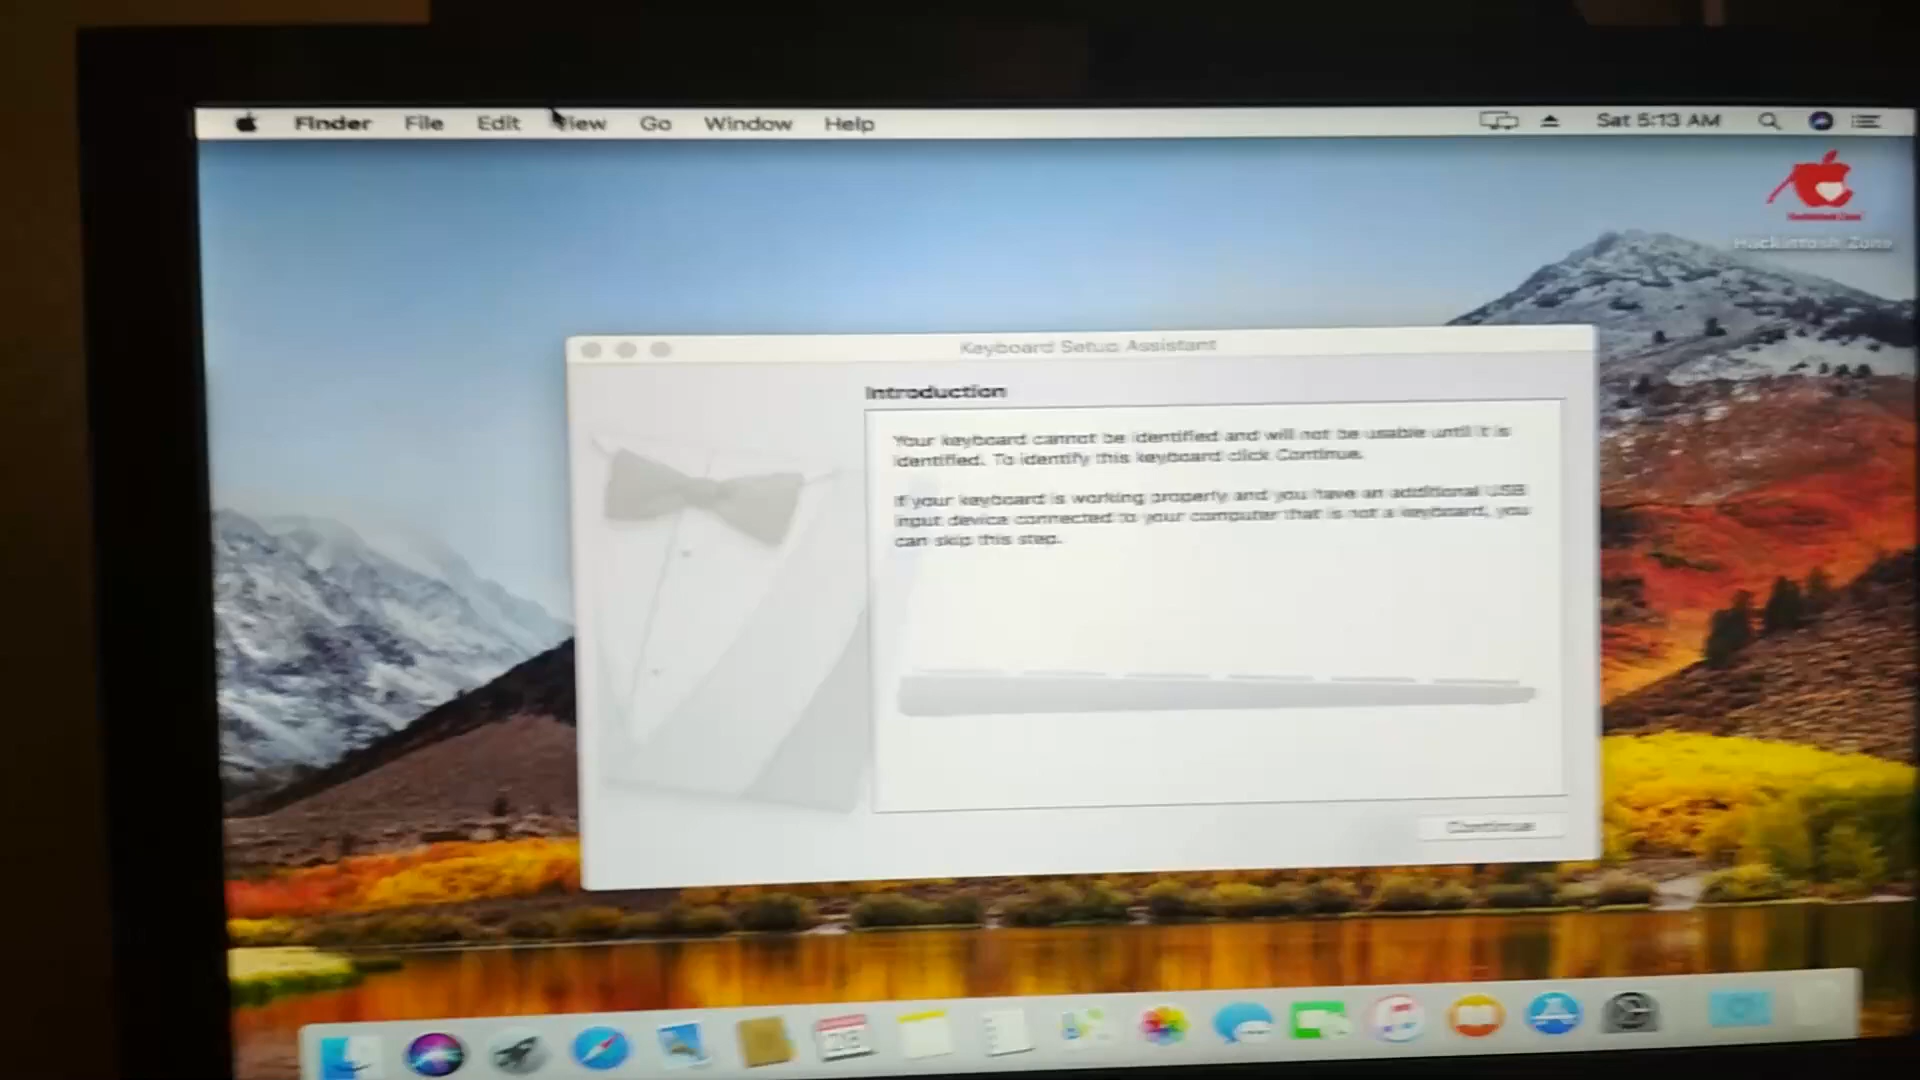 Finder File Edit View Go Window Help Sat 5:13 AM
Hackintosh Zone
Keyboard Setup Assistant
Introduction
Your keyboard cannot be identified and will not be usable until it is
identified. To identify this keyboard click Continue.
If your keyboard is working properly and you have an additional USB
input device connected to your computer that is not a keyboard, you
can skip this step.
Continue